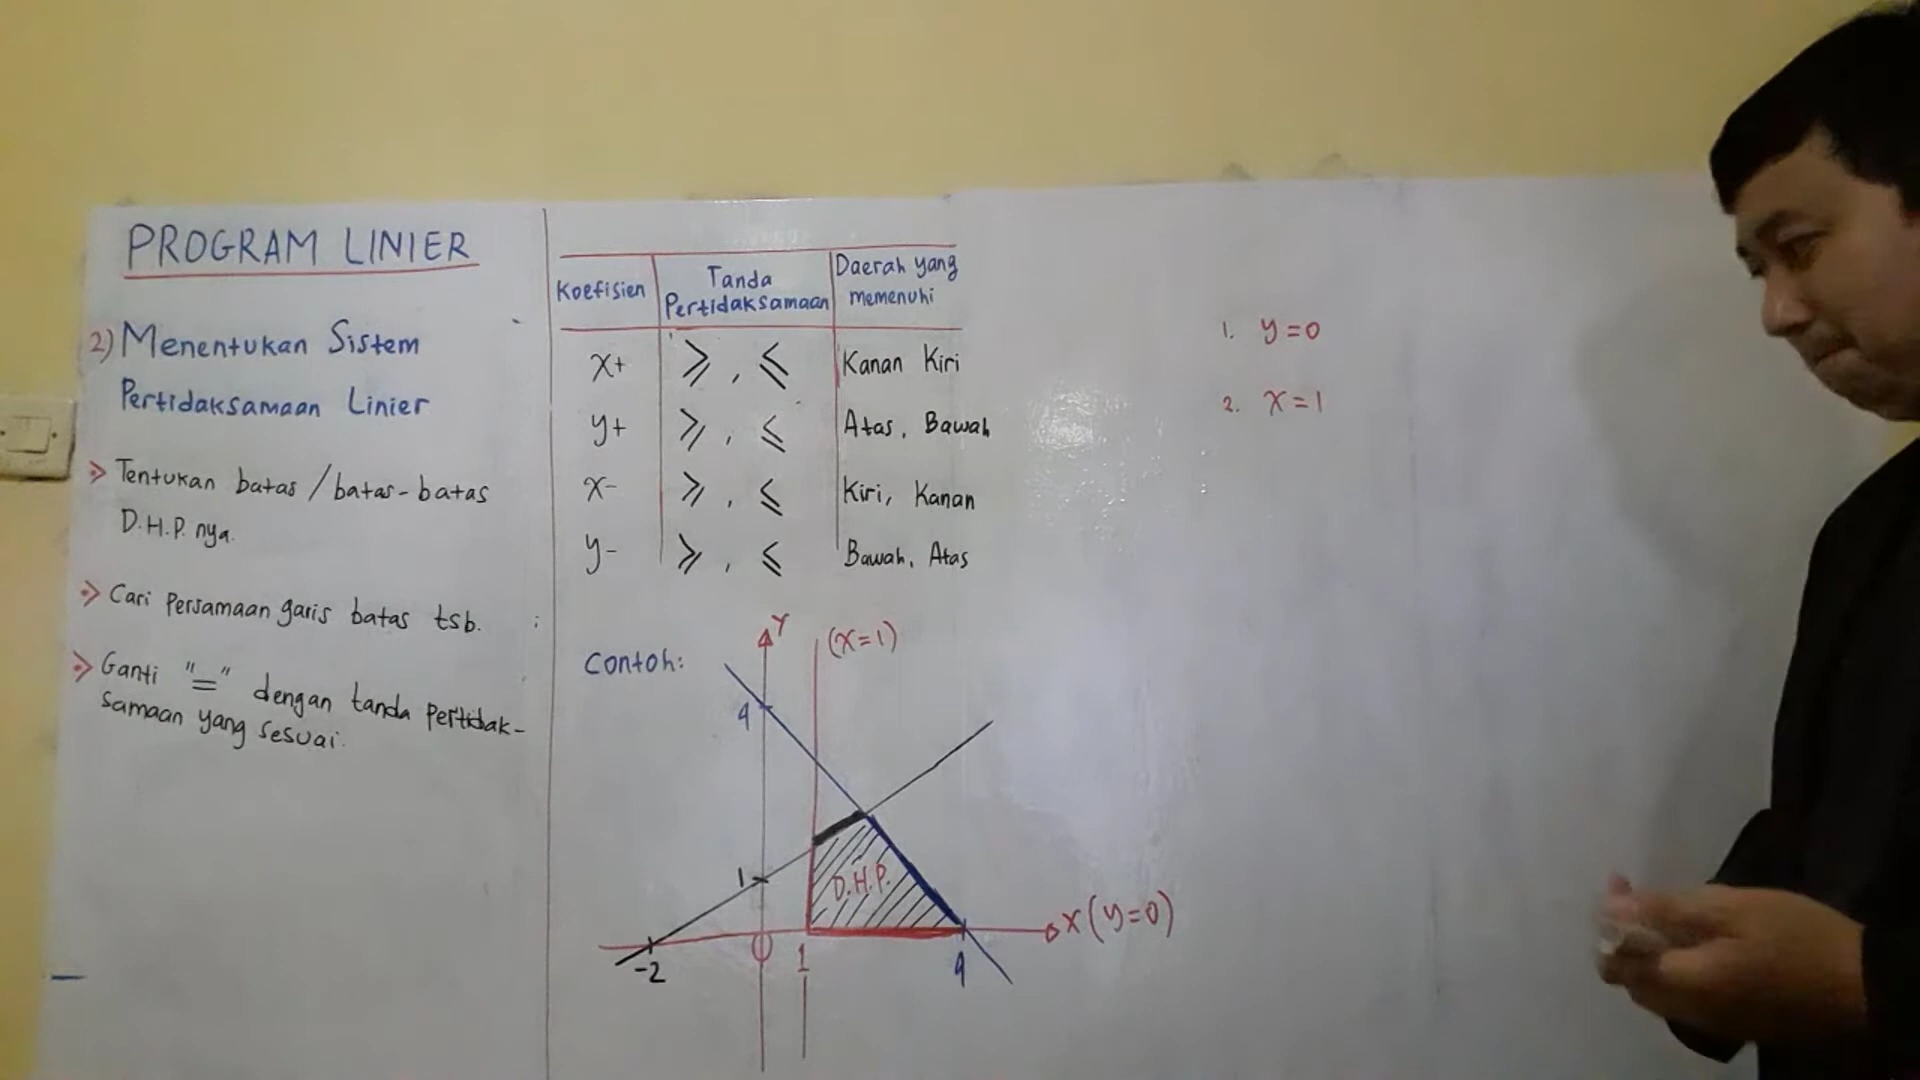 PROGRAM LINIER
2) Menentukan Sistem
Pertidaksamaan Linier
> Tentukan batas / batas-batas
D.H.P. nya.
> Cari persamaan garis batas tsb.
> Ganti "=" dengan tanda pertidak-
samaan yang sesuai.
Koefisien Tanda Pertidaksamaan Daerah yang memenuhi
x+ ≥, ≤ Kanan Kiri
y+ ≥, ≤ Atas, Bawah
x- ≥, ≤ Kiri, Kanan
y- ≥, ≤ Bawah, Atas
Contoh:
Y
(x=1)
4
1
D.H.P.
X (y=0)
-2
0
1
4
1. y=0
2. x=1